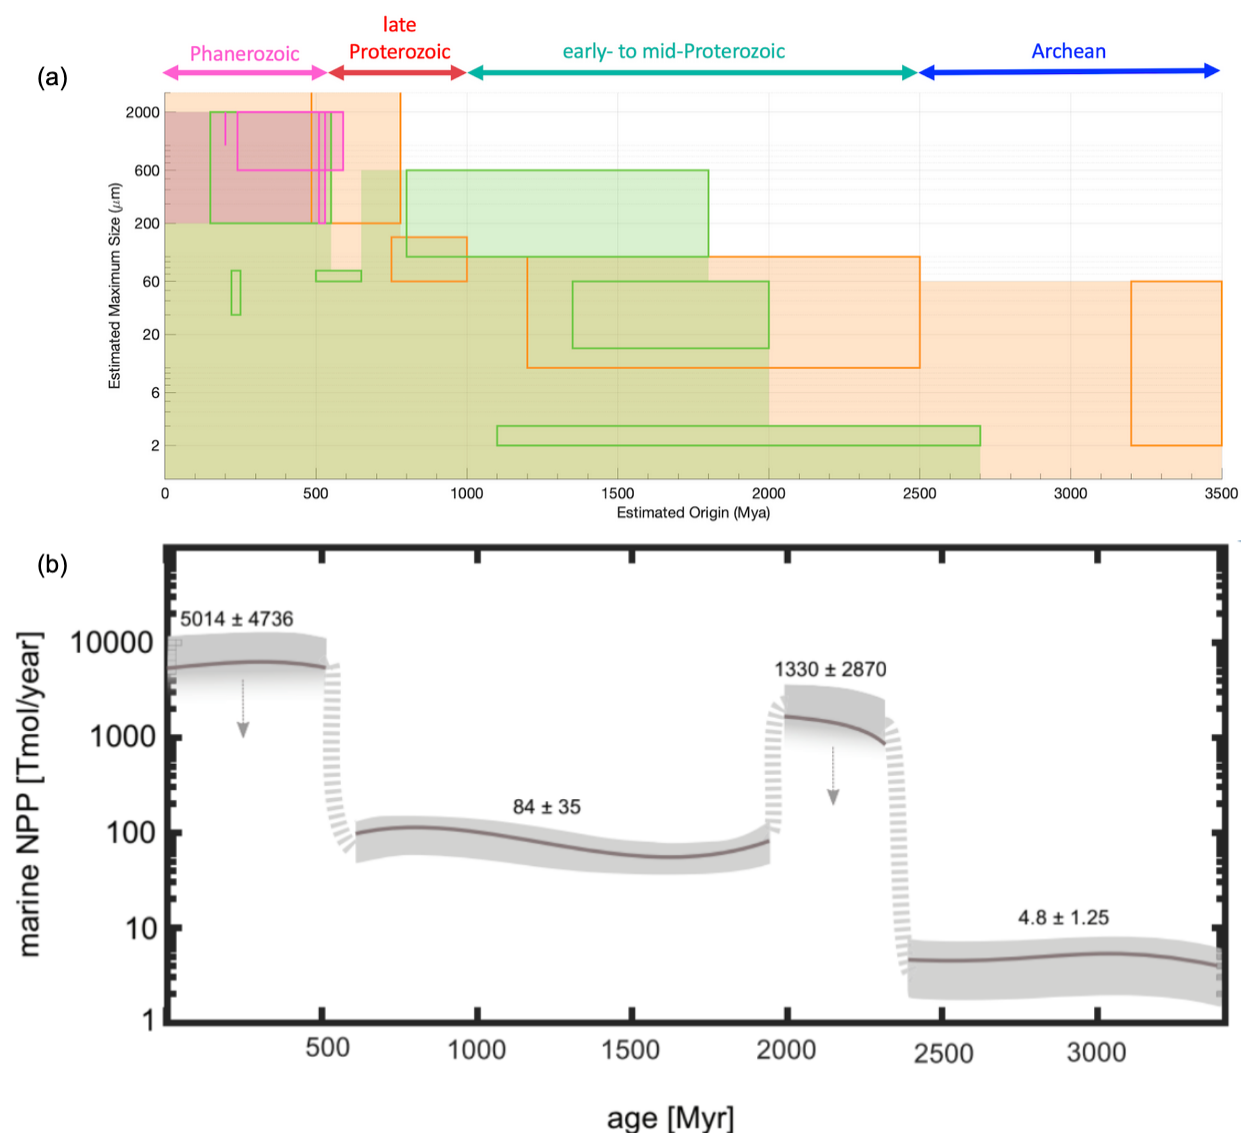 late
Phanerozoic Proterozoic early- to mid-Proterozoic Archean
(a)
Estimated Maximum Size (μm)
2000
600
200
60
20
6
2
0 500 1000 1500 2000 2500 3000 3500
Estimated Origin (Mya)
(b)
marine NPP [Tmol/year]
10000
1000
100
10
1
5014 ± 4736
1330 ± 2870
84 ± 35
4.8 ± 1.25
500 1000 1500 2000 2500 3000
age [Myr]